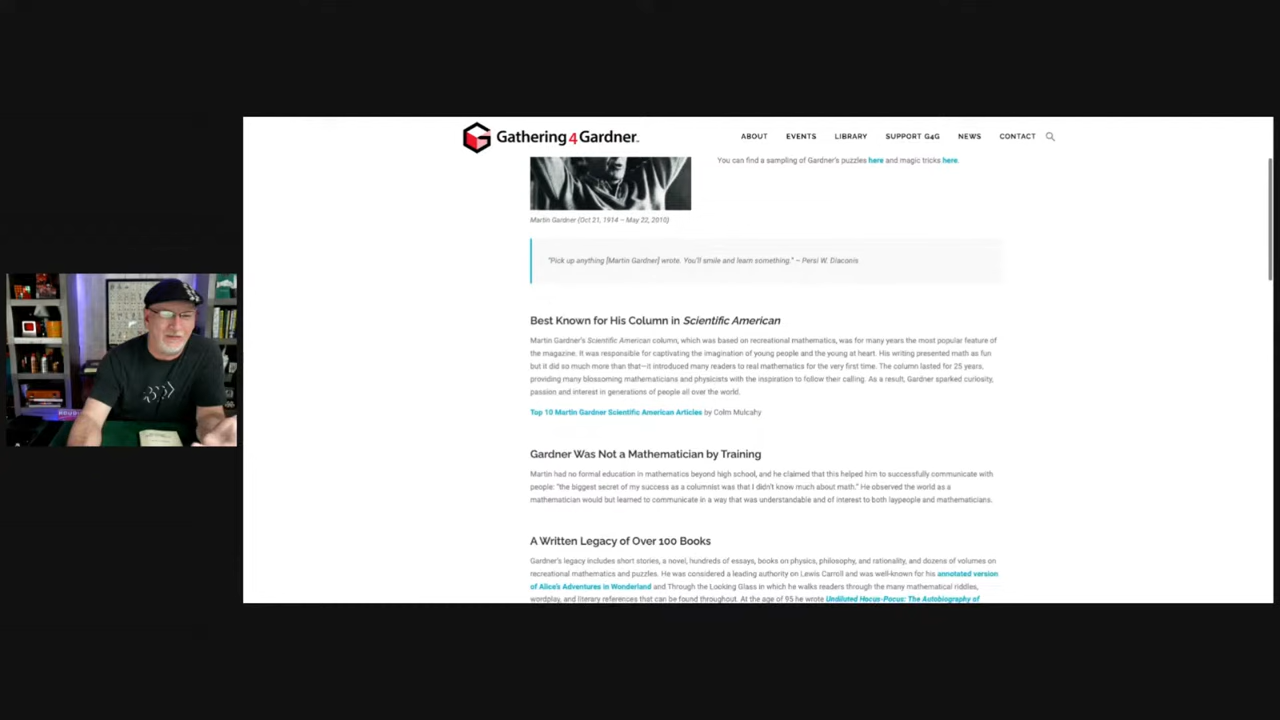 Gathering 4 Gardner.
ABOUT EVENTS LIBRARY SUPPORT G4G NEWS CONTACT
You can find a sampling of Gardner's puzzles here and magic tricks here.
Martin Gardner (Oct 21, 1914 – May 22, 2010)
"Pick up anything [Martin Gardner] wrote. You'll smile and learn something." – Persi W. Diaconis
Best Known for His Column in Scientific American
Martin Gardner's Scientific American column, which was based on recreational mathematics, was for many years the most popular feature of
the magazine. It was responsible for captivating the imagination of young people and the young at heart. His writing presented math as fun
but it did so much more than that—it introduced many readers to real mathematics for the very first time. The column lasted for 25 years,
providing many blossoming mathematicians and physicists with the inspiration to follow their calling. As a result, Gardner sparked curiosity,
passion and interest in generations of people all over the world.
Top 10 Martin Gardner Scientific American Articles by Colm Mulcahy
Gardner Was Not a Mathematician by Training
Martin had no formal education in mathematics beyond high school, and he claimed that this helped him to successfully communicate with
people: "the biggest secret of my success as a columnist was that I didn't know much about math." He observed the world as a
mathematician would but learned to communicate in a way that was understandable and of interest to both laypeople and mathematicians.
A Written Legacy of Over 100 Books
Gardner's legacy includes short stories, a novel, hundreds of essays, books on physics, philosophy, and rationality, and dozens of volumes on
recreational mathematics and puzzles. He was considered a leading authority on Lewis Carroll and was well-known for his annotated version
of Alice's Adventures in Wonderland and Through the Looking Glass in which he walks readers through the many mathematical riddles,
wordplay, and literary references that can be found throughout. At the age of 95 he wrote Undiluted Hocus-Pocus: The Autobiography of